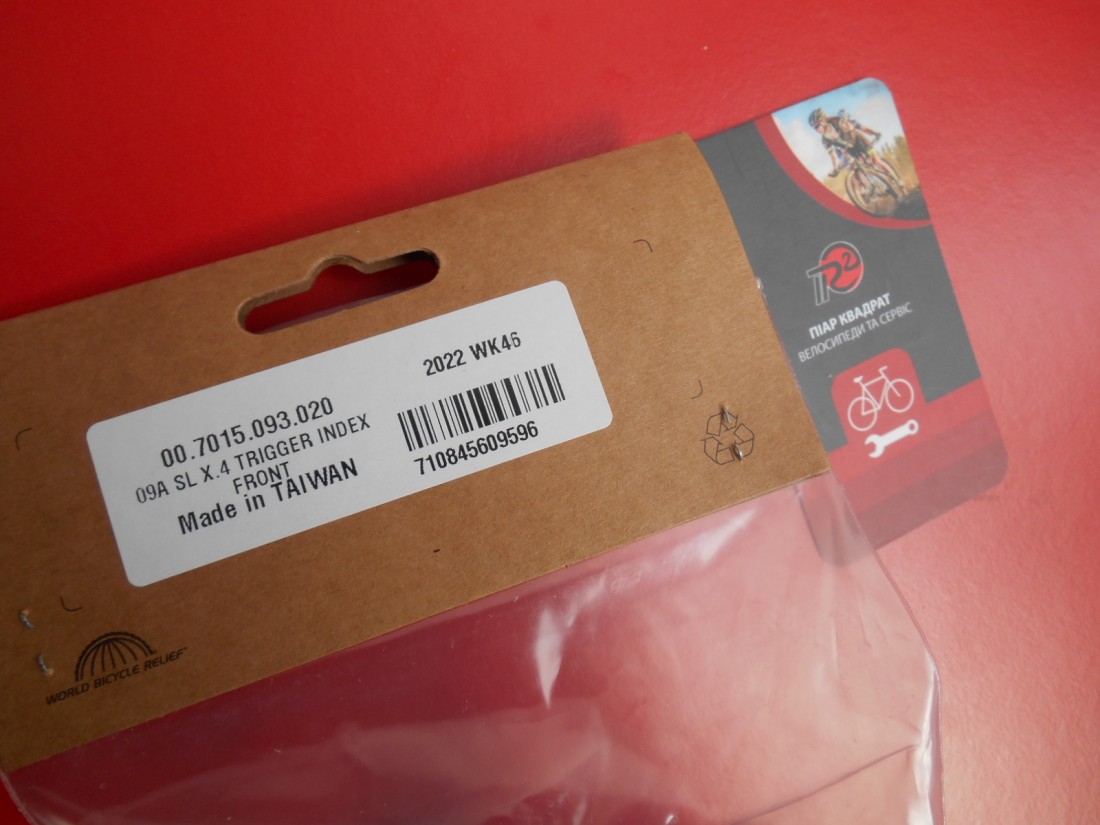 2022 WK46
00.7015.093.020
09A SL X.4 TRIGGER INDEX
FRONT
Made in TAIWAN
710845609596
WORLD BICYCLE RELIEF
ПІАР КВАДРАТ
ВЕЛОСИПЕДИ ТА СЕРВІС